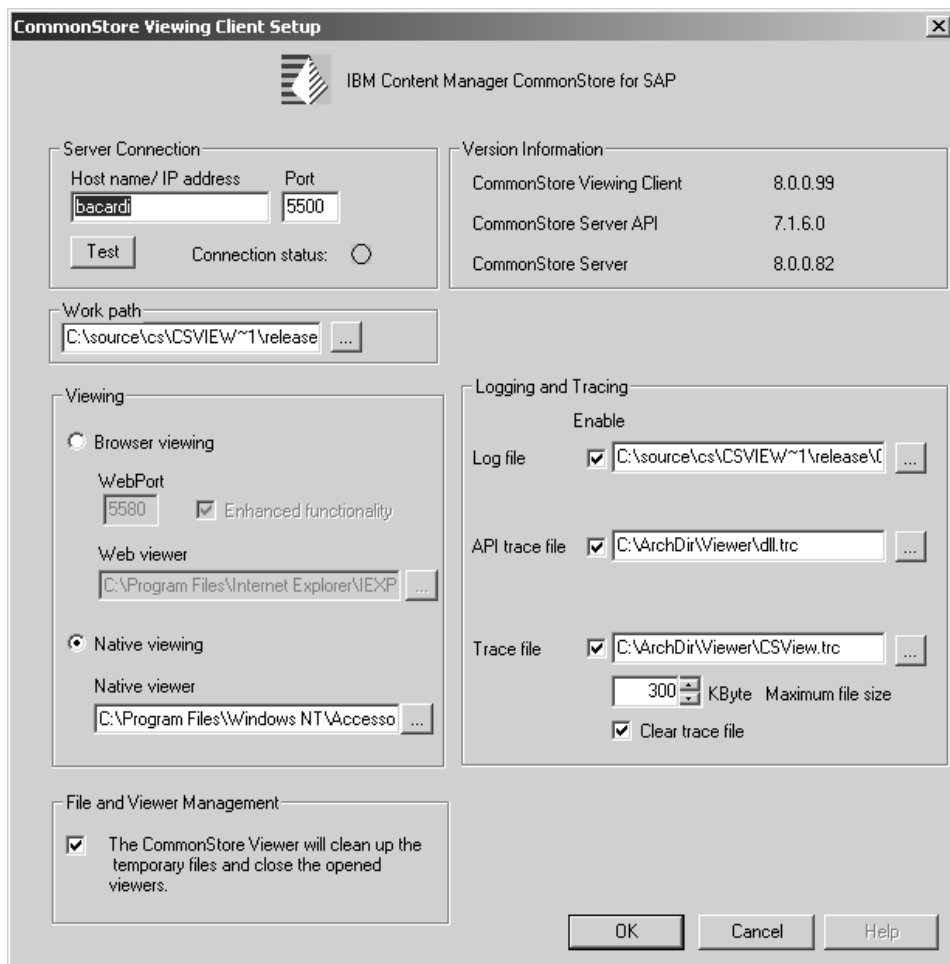 CommonStore Viewing Client Setup
IBM Content Manager CommonStore for SAP
Server Connection
Host name/ IP address Port
bacardi 5500
Test Connection status:
Version Information
CommonStore Viewing Client 8.0.0.99
CommonStore Server API 7.1.6.0
CommonStore Server 8.0.0.82
Work path
C:\source\cs\CSVIEW~1\release ...
Viewing
Browser viewing
WebPort
5580 Enhanced functionality
Web viewer
C:\Program Files\Internet Explorer\IEXP ...
Native viewing
Native viewer
C:\Program Files\Windows NT\Accesso ...
Logging and Tracing
Enable
Log file C:\source\cs\CSVIEW~1\release\ ...
API trace file C:\ArchDir\Viewer\dll.trc ...
Trace file C:\ArchDir\Viewer\CSView.trc ...
300 KByte Maximum file size
Clear trace file
File and Viewer Management
The CommonStore Viewer will clean up the
temporary files and close the opened
viewers.
OK Cancel Help